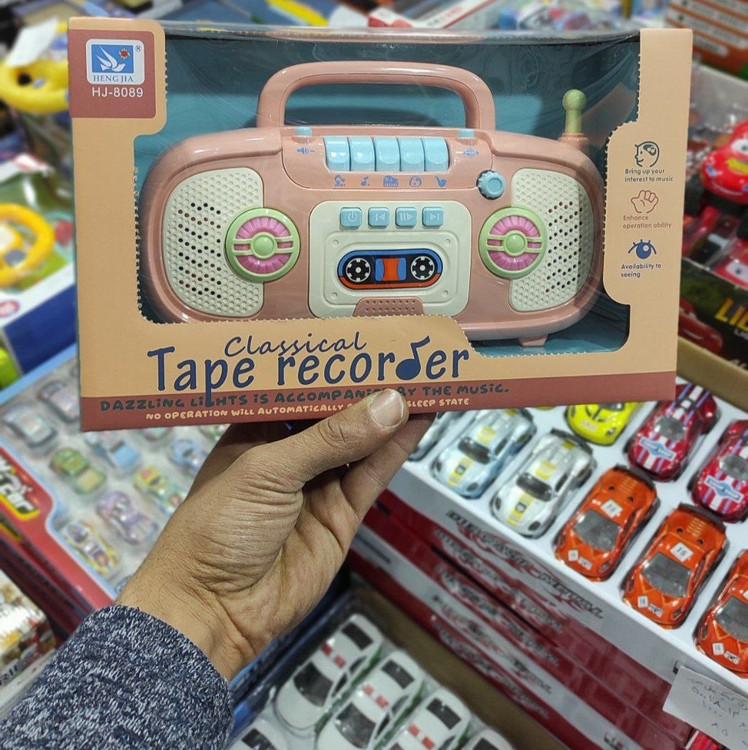 HENG JIA ®
HJ-8089
Bring up your
interest to music
Enhance
operation ability
Availability to
seeing
Classical
Tape recorder
DAZZLING LIGHTS IS ACCOMPANIED BY THE MUSIC.
NO OPERATION WILL AUTOMATICALLY SLEEP STATE